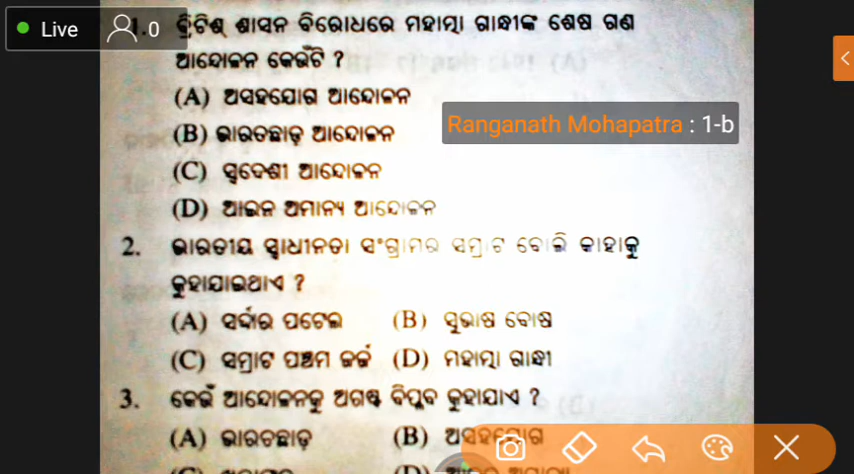 Live 0
1. ବ୍ରିଟିଶ୍ ଶାସନ ବିରୋଧରେ ମହାତ୍ମା ଗାନ୍ଧୀଙ୍କ ଶେଷ ଗଣ
ଆନ୍ଦୋଳନ କେଉଁଟି ?
(A) ଅସହଯୋଗ ଆନ୍ଦୋଳନ
(B) ଭାରତଛାଡ଼ ଆନ୍ଦୋଳନ
Ranganath Mohapatra : 1-b
(C) ସ୍ୱଦେଶୀ ଆନ୍ଦୋଳନ
(D) ଆଇନ ଅମାନ୍ୟ ଆନ୍ଦୋଳନ
2. ଭାରତୀୟ ସ୍ୱାଧୀନତା ସଂଗ୍ରାମର ସମ୍ରାଟ ବୋଲି କାହାକୁ
କୁହାଯାଇଥାଏ ?
(A) ସର୍ଦ୍ଦାର ପଟେଲ (B) ସୁଭାଷ ବୋଷ
(C) ସମ୍ରାଟ ପଞ୍ଚମ ଜର୍ଜ (D) ମହାତ୍ମା ଗାନ୍ଧୀ
3. କେଉଁ ଆନ୍ଦୋଳନକୁ ଅଗଷ୍ଟ ବିପ୍ଳବ କୁହାଯାଏ ?
(A) ଭାରତଛାଡ଼ (B) ଅସହଯୋଗ